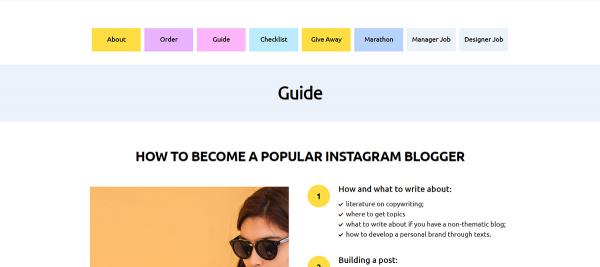 About Order Guide Checklist Give Away Marathon Manager Job Designer Job
Guide
HOW TO BECOME A POPULAR INSTAGRAM BLOGGER
1 How and what to write about:
literature on copywriting;
where to get topics
what to write about if you have a non-thematic blog;
how to develop a personal brand through texts.
2 Building a post: